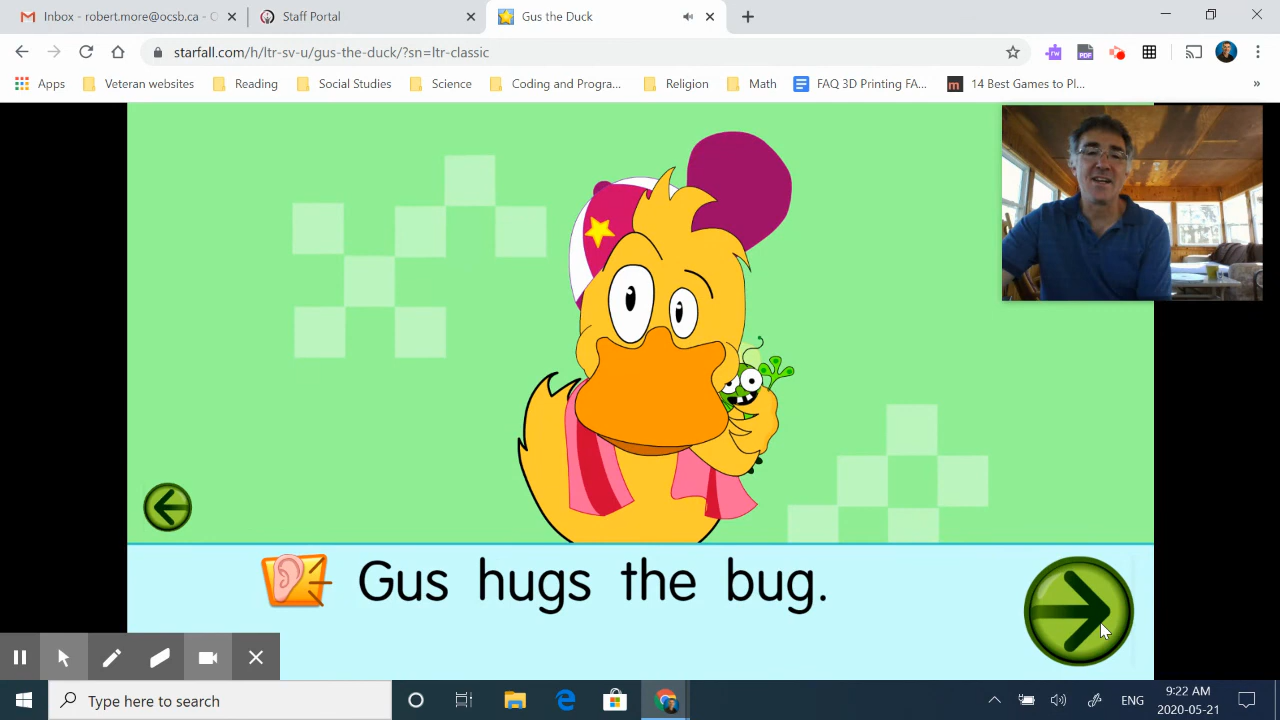 Inbox - robert.more@ocsb.ca - O
Staff Portal
Gus the Duck
starfall.com/h/ltr-sv-u/gus-the-duck/?sn=ltr-classic
rw
PDF
Apps
Veteran websites
Reading
Social Studies
Science
Coding and Progra...
Religion
Math
FAQ 3D Printing FA...
m
14 Best Games to Pl...
»
Gus hugs the bug.
Type here to search
ENG
9:22 AM
2020-05-21